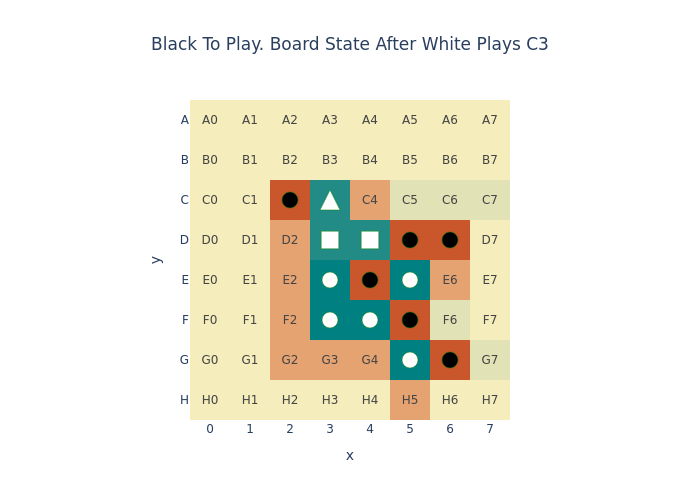 Black To Play. Board State After White Plays C3
A A0 A1 A2 A3 A4 A5 A6 A7
B B0 B1 B2 B3 B4 B5 B6 B7
C C0 C1 C4 C5 C6 C7
D D0 D1 D2 D7
E E0 E1 E2 E6 E7
y
F F0 F1 F2 F6 F7
G G0 G1 G2 G3 G4 G7
H H0 H1 H2 H3 H4 H5 H6 H7
0 1 2 3 4 5 6 7
x